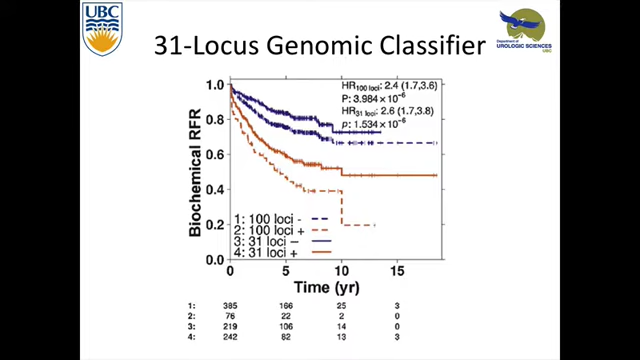 UBC
Department of
UROLOGIC SCIENCES
UBC
31-Locus Genomic Classifier
HR100 loci: 2.4 (1.7,3.6)
P: 3.984×10⁻⁶
HR31 loci: 2.6 (1.7,3.8)
p: 1.534×10⁻⁶
Biochemical RFR
1.0
0.8
0.6
0.4
0.2
0.0
1: 100 loci -
2: 100 loci +
3: 31 loci –
4: 31 loci +
0 5 10 15
Time (yr)
1: 385 166 25 3
2: 76 22 2 0
3: 219 106 14 0
4: 242 82 13 3